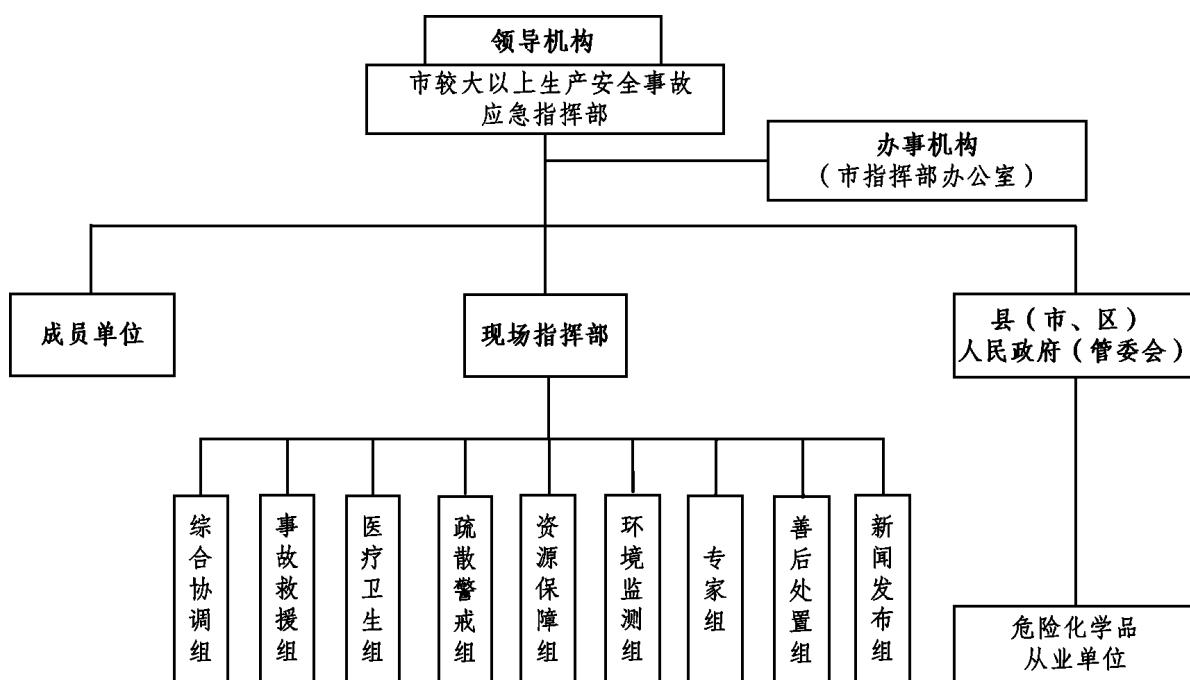 领导机构
市较大以上生产安全事故
应急指挥部
办事机构
（市指挥部办公室）
成员单位
现场指挥部
县（市、区）
人民政府（管委会）
综合协调组
事故救援组
医疗卫生组
疏散警戒组
资源保障组
环境监测组
专家组
善后处置组
新闻发布组
危险化学品
从业单位